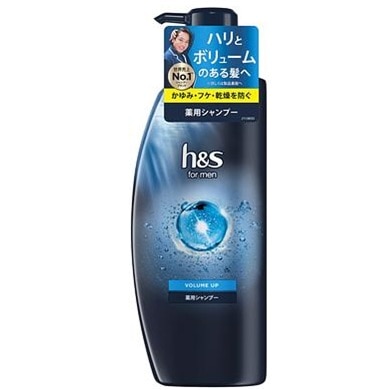 ハリと
ボリューム
のある髪へ
No.1
かゆみ・フケ・乾燥を防ぐ
薬用シャンプー
h&s
for men
VOLUME UP
薬用シャンプー